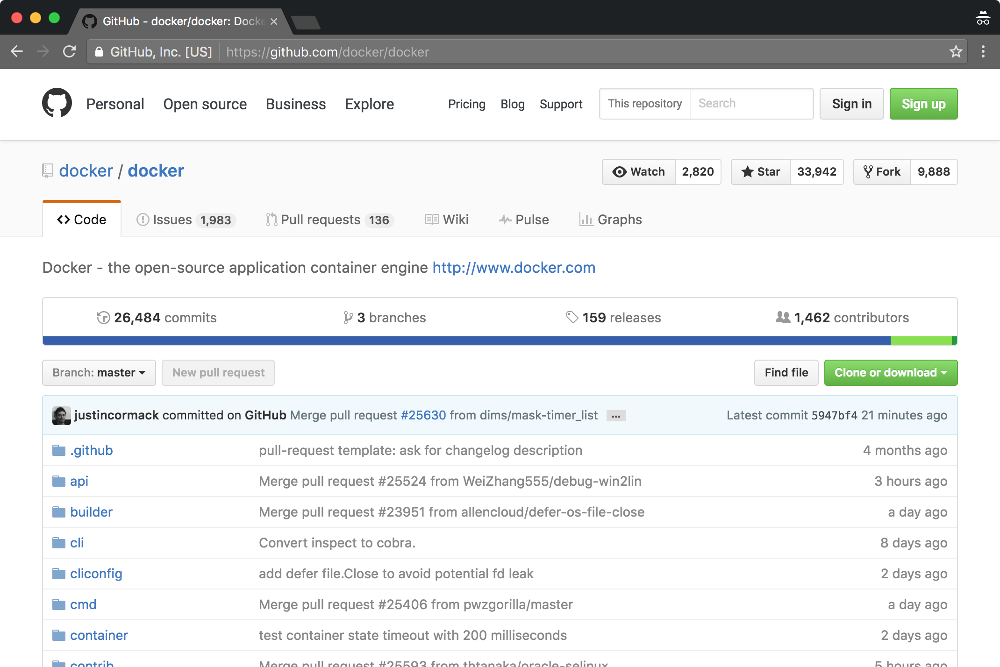 GitHub - docker/docker: Docke
GitHub, Inc. [US] https://github.com/docker/docker
Personal Open source Business Explore Pricing Blog Support This repository Search Sign in Sign up
docker / docker Watch 2,820 Star 33,942 Fork 9,888
Code Issues 1,983 Pull requests 136 Wiki Pulse Graphs
Docker - the open-source application container engine http://www.docker.com
26,484 commits 3 branches 159 releases 1,462 contributors
Branch: master New pull request Find file Clone or download
justincormack committed on GitHub Merge pull request #25630 from dims/mask-timer_list ... Latest commit 5947bf4 21 minutes ago
.github pull-request template: ask for changelog description 4 months ago
api Merge pull request #25524 from WeiZhang555/debug-win2lin 3 hours ago
builder Merge pull request #23951 from allencloud/defer-os-file-close a day ago
cli Convert inspect to cobra. 8 days ago
cliconfig add defer file.Close to avoid potential fd leak 2 days ago
cmd Merge pull request #25406 from pwzgorilla/master a day ago
container test container state timeout with 200 milliseconds 2 days ago
contrib Merge pull request #25593 from thtanaka/oracle-selinux 5 hours ago